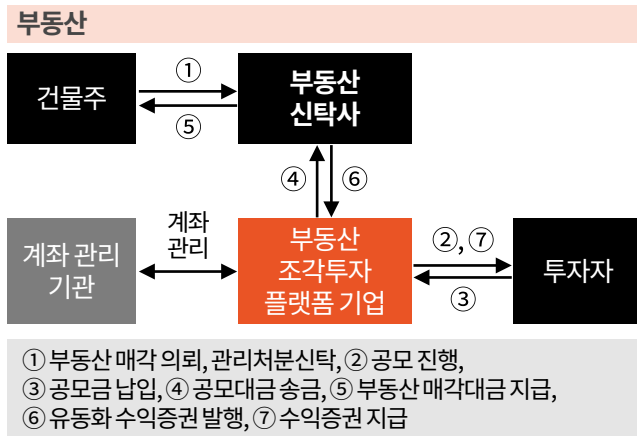 부동산
건물주
①
⑤
부동산
신탁사
④
⑥
계좌 관리
기관
계좌
관리
부동산
조각투자
플랫폼 기업
②, ⑦
③
투자자
① 부동산 매각 의뢰, 관리처분신탁, ② 공모 진행,
③ 공모금 납입, ④ 공모대금 송금, ⑤ 부동산 매각대금 지급,
⑥ 유동화 수익증권 발행, ⑦ 수익증권 지급